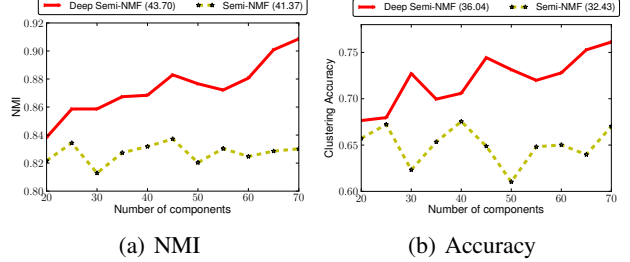 Deep Semi-NMF (43.70) Semi-NMF (41.37)
0.92
0.90
0.88
0.86
0.84
0.82
0.80
NMI
20 30 40 50 60 70
Number of components
(a) NMI
Deep Semi-NMF (36.04) Semi-NMF (32.43)
0.75
0.70
0.65
0.60
Clustering Accuracy
20 30 40 50 60 70
Number of components
(b) Accuracy